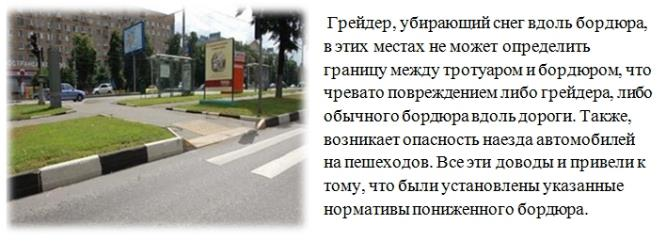 Грейдер, убирающий снег вдоль бордюра,
в этих местах не может определить
границу между тротуаром и бордюром, что
чревато повреждением либо грейдера, либо
обычного бордюра вдоль дороги. Также,
возникает опасность наезда автомобилей
на пешеходов. Все эти доводы и привели к
тому, что были установлены указанные
нормативы пониженного бордюра.